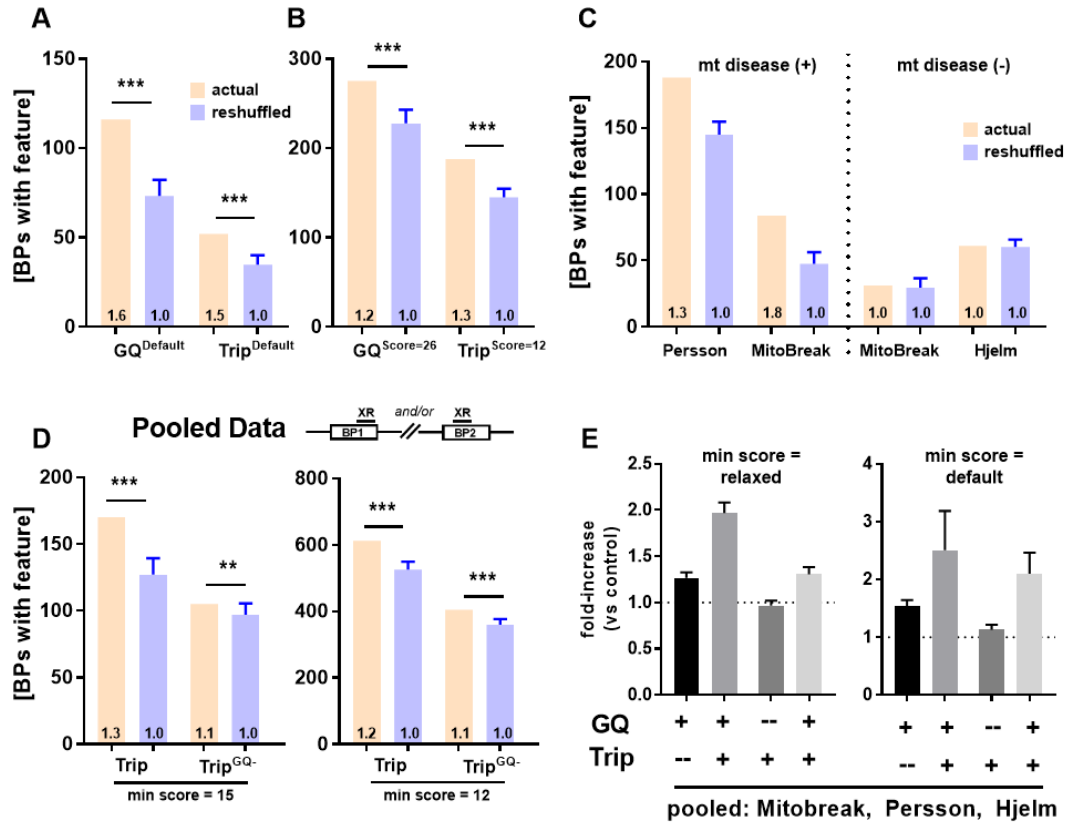 A
[BPs with feature]
150
100
50
0
***
***
actual
reshuffled
1.6
1.0
1.5
1.0
GQDefault
TripDefault
B
300
200
100
0
***
***
1.2
1.0
1.3
1.0
GQScore=26
TripScore=12
C
[BPs with feature]
200
150
100
50
0
mt disease (+)
mt disease (-)
actual
reshuffled
1.3
1.0
1.8
1.0
1.0
1.0
1.0
1.0
Persson
MitoBreak
MitoBreak
Hjelm
D
Pooled Data
XR
and/or
XR
BP1
BP2
[BPs with feature]
200
150
100
50
0
***
**
1.3
1.0
1.1
1.0
Trip
TripGQ-
min score = 15
800
600
400
200
0
***
***
1.2
1.0
1.1
1.0
Trip
TripGQ-
min score = 12
E
fold-increase
(vs control)
min score =
relaxed
2.5
2.0
1.5
1.0
0.5
0.0
min score =
default
4
3
2
1
0
GQ + + -- + + + -- +
Trip -- + + + -- + + +
pooled: Mitobreak, Persson, Hjelm